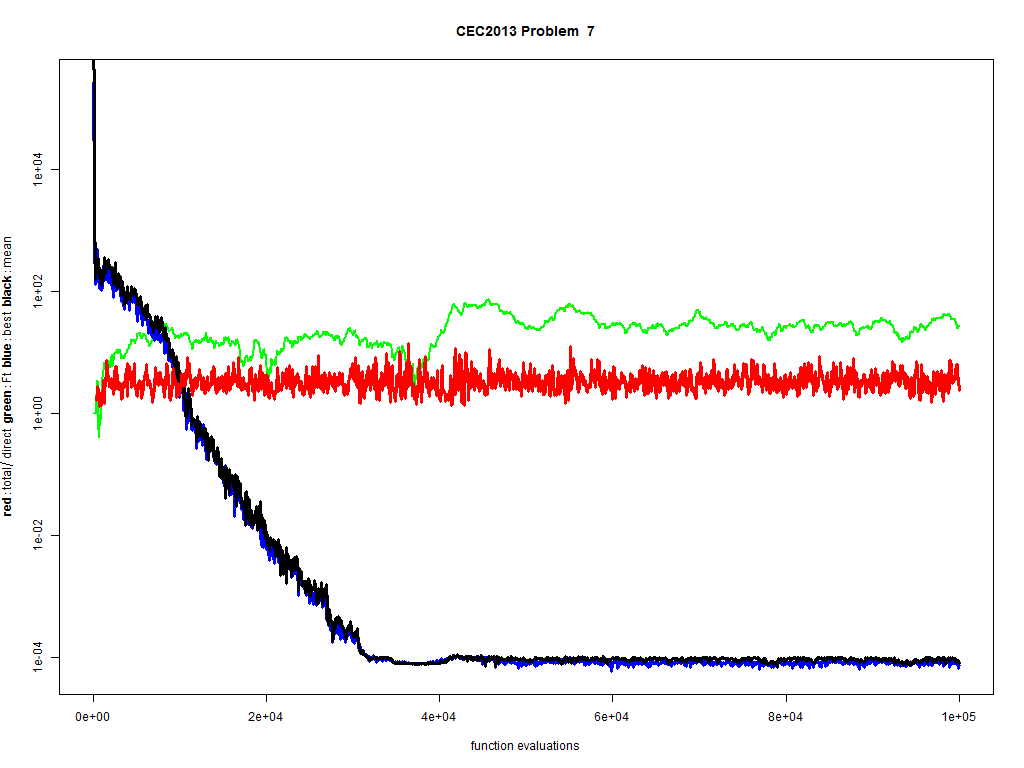 CEC2013 Problem 7
red : total/ direct green : Ft blue : best black : mean
1e+04
1e+02
1e+00
1e-02
1e-04
0e+00 2e+04 4e+04 6e+04 8e+04 1e+05
function evaluations